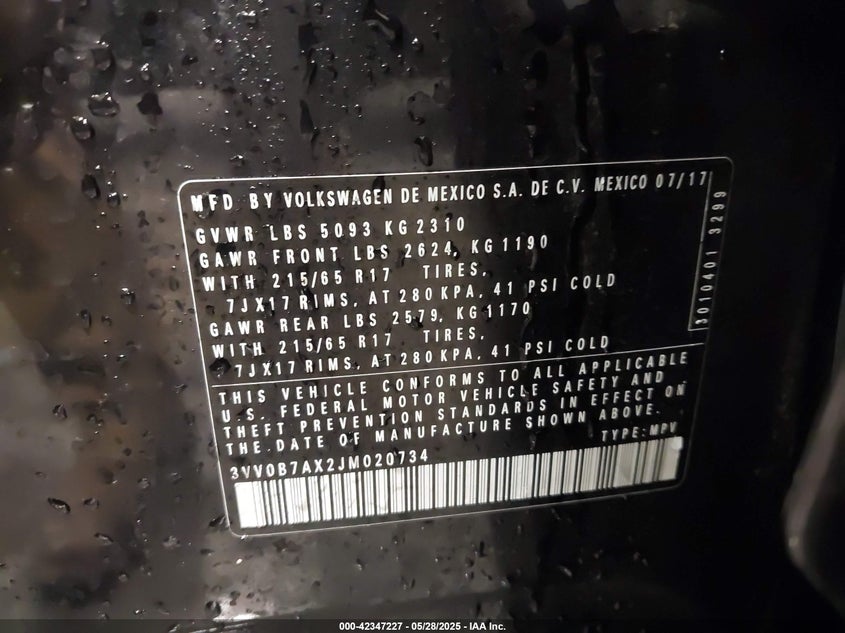 MFD BY VOLKSWAGEN DE MEXICO S.A. DE C.V. MEXICO 07/17
GVWR LBS 5093 KG 2310
GAWR FRONT LBS 2624, KG 1190
WITH 215/65 R17 TIRES,
7JX17 RIMS, AT 280 KPA, 41 PSI COLD
GAWR REAR LBS 2579, KG 1170
WITH 215/65 R17 TIRES,
7JX17 RIMS, AT 280 KPA, 41 PSI COLD
3010401 3299
THIS VEHICLE CONFORMS TO ALL APPLICABLE
U.S. FEDERAL MOTOR VEHICLE SAFETY AND
THEFT PREVENTION STANDARDS IN EFFECT ON
THE DATE OF MANUFACTURE SHOWN ABOVE.
3VV0B7AX2JM020734 TYPE: MPV
000-42347227 - 05/28/2025 - IAA Inc.